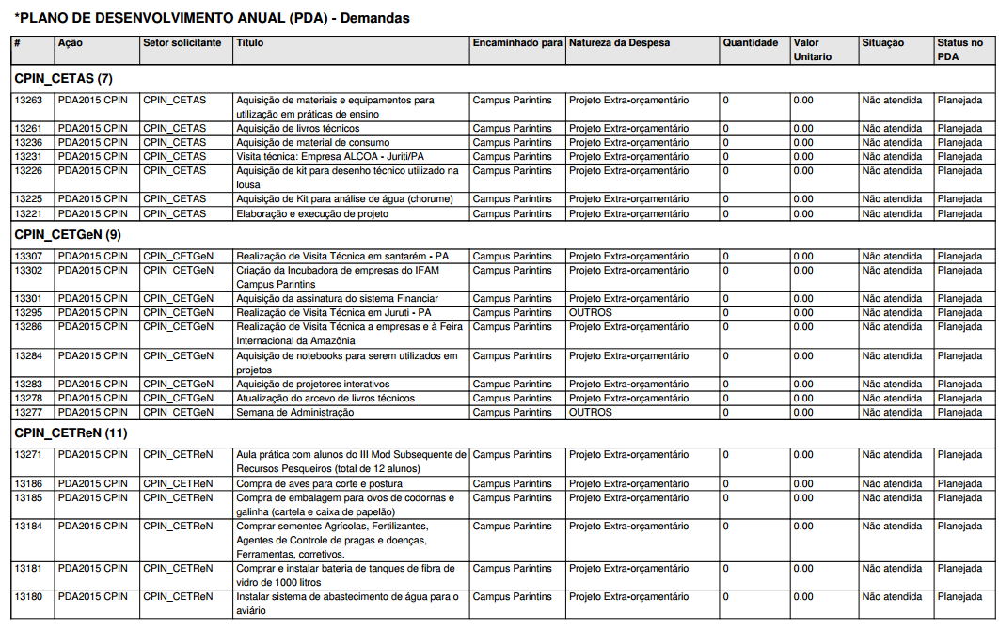 *PLANO DE DESENVOLVIMENTO ANUAL (PDA) - Demandas
# Ação Setor solicitante Título Encaminhado para Natureza da Despesa Quantidade Valor Unitario Situação Status no PDA
CPIN_CETAS (7)
13263 PDA2015 CPIN CPIN_CETAS Aquisição de materiais e equipamentos para Campus Parintins Projeto Extra-orçamentário 0 0.00 Não atendida Planejada
utilização em práticas de ensino
13261 PDA2015 CPIN CPIN_CETAS Aquisição de livros técnicos Campus Parintins Projeto Extra-orçamentário 0 0.00 Não atendida Planejada
13236 PDA2015 CPIN CPIN_CETAS Aquisição de material de consumo Campus Parintins Projeto Extra-orçamentário 0 0.00 Não atendida Planejada
13231 PDA2015 CPIN CPIN_CETAS Visita técnica: Empresa ALCOA - Juriti/PA Campus Parintins Projeto Extra-orçamentário 0 0.00 Não atendida Planejada
13226 PDA2015 CPIN CPIN_CETAS Aquisição de kit para desenho técnico utilizado na Campus Parintins Projeto Extra-orçamentário 0 0.00 Não atendida Planejada
lousa
13225 PDA2015 CPIN CPIN_CETAS Aquisição de Kit para análise de água (chorume) Campus Parintins Projeto Extra-orçamentário 0 0.00 Não atendida Planejada
13221 PDA2015 CPIN CPIN_CETAS Elaboração e execução de projeto Campus Parintins Projeto Extra-orçamentário 0 0.00 Não atendida Planejada
CPIN_CETGeN (9)
13307 PDA2015 CPIN CPIN_CETGeN Realização de Visita Técnica em santarém - PA Campus Parintins Projeto Extra-orçamentário 0 0.00 Não atendida Planejada
13302 PDA2015 CPIN CPIN_CETGeN Criação da Incubadora de empresas do IFAM Campus Parintins Projeto Extra-orçamentário 0 0.00 Não atendida Planejada
Campus Parintins
13301 PDA2015 CPIN CPIN_CETGeN Aquisição da assinatura do sistema Financiar Campus Parintins Projeto Extra-orçamentário 0 0.00 Não atendida Planejada
13295 PDA2015 CPIN CPIN_CETGeN Realização de Visita Técnica em Juruti - PA Campus Parintins OUTROS 0 0.00 Não atendida Planejada
13286 PDA2015 CPIN CPIN_CETGeN Realização de Visita Técnica a empresas e à Feira Campus Parintins Projeto Extra-orçamentário 0 0.00 Não atendida Planejada
Internacional da Amazônia
13284 PDA2015 CPIN CPIN_CETGeN Aquisição de notebooks para serem utilizados em Campus Parintins Projeto Extra-orçamentário 0 0.00 Não atendida Planejada
projetos
13283 PDA2015 CPIN CPIN_CETGeN Aquisição de projetores interativos Campus Parintins Projeto Extra-orçamentário 0 0.00 Não atendida Planejada
13278 PDA2015 CPIN CPIN_CETGeN Atualização do arcevo de livros técnicos Campus Parintins Projeto Extra-orçamentário 0 0.00 Não atendida Planejada
13277 PDA2015 CPIN CPIN_CETGeN Semana de Administração Campus Parintins OUTROS 0 0.00 Não atendida Planejada
CPIN_CETReN (11)
13271 PDA2015 CPIN CPIN_CETReN Aula prática com alunos do III Mod Subsequente de Campus Parintins Projeto Extra-orçamentário 0 0.00 Não atendida Planejada
Recursos Pesqueiros (total de 12 alunos)
13186 PDA2015 CPIN CPIN_CETReN Compra de aves para corte e postura Campus Parintins Projeto Extra-orçamentário 0 0.00 Não atendida Planejada
13185 PDA2015 CPIN CPIN_CETReN Compra de embalagem para ovos de codornas e Campus Parintins Projeto Extra-orçamentário 0 0.00 Não atendida Planejada
galinha (cartela e caixa de papelão)
13184 PDA2015 CPIN CPIN_CETReN Comprar sementes Agrícolas, Fertilizantes, Campus Parintins Projeto Extra-orçamentário 0 0.00 Não atendida Planejada
Agentes de Controle de pragas e doenças,
Ferramentas, corretivos.
13181 PDA2015 CPIN CPIN_CETReN Comprar e instalar bateria de tanques de fibra de Campus Parintins Projeto Extra-orçamentário 0 0.00 Não atendida Planejada
vidro de 1000 litros
13180 PDA2015 CPIN CPIN_CETReN Instalar sistema de abastecimento de água para o Campus Parintins Projeto Extra-orçamentário 0 0.00 Não atendida Planejada
aviário